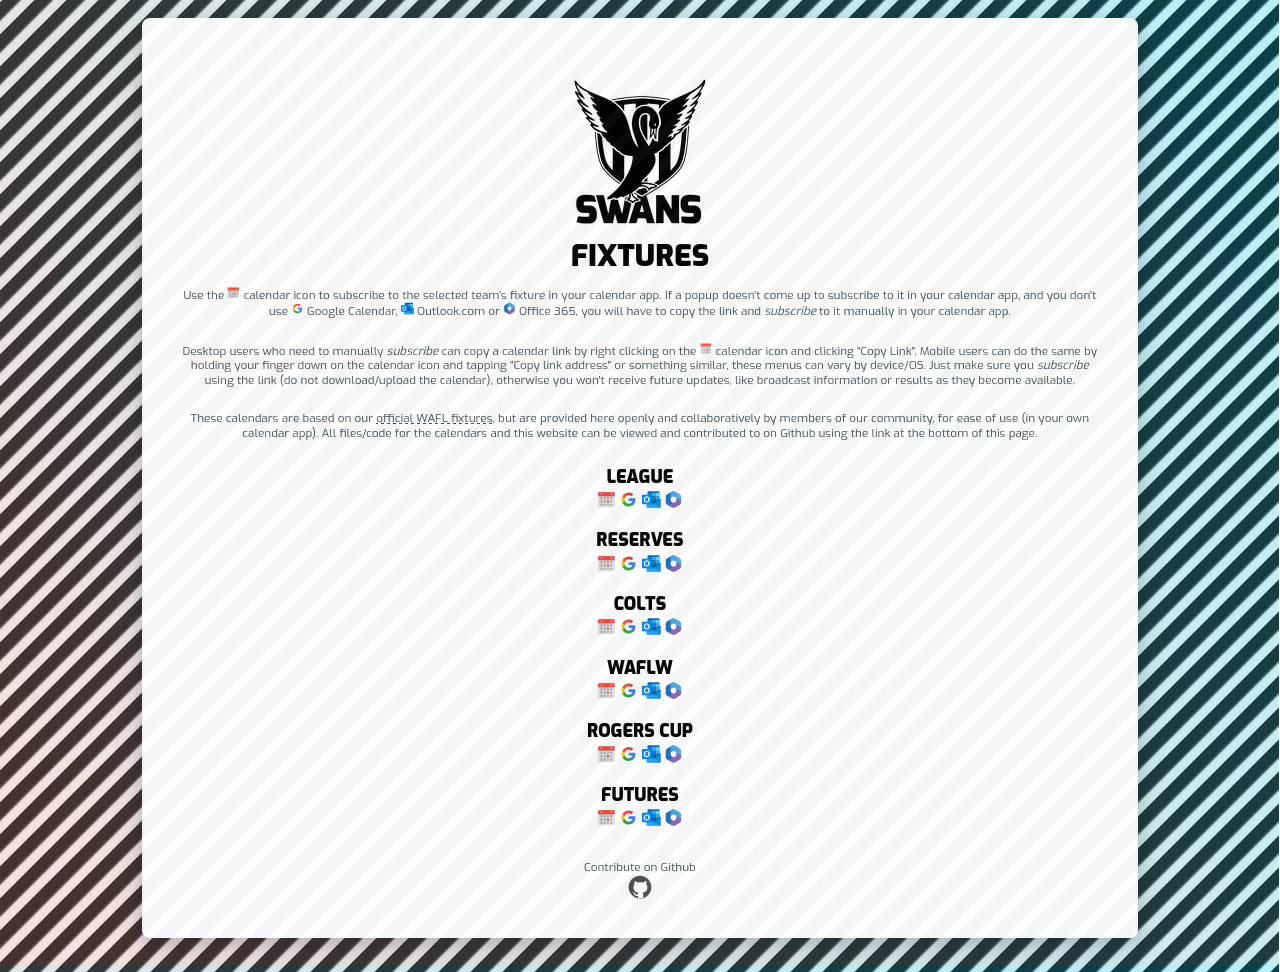 SWANS
FIXTURES
Use the calendar icon to subscribe to the selected team's fixture in your calendar app. If a popup doesn't come up to subscribe to it in your calendar app, and you don't
use Google Calendar, Outlook.com or Office 365, you will have to copy the link and subscribe to it manually in your calendar app.
Desktop users who need to manually subscribe can copy a calendar link by right clicking on the calendar icon and clicking "Copy Link". Mobile users can do the same by
holding your finger down on the calendar icon and tapping "Copy link address" or something similar, these menus can vary by device/OS. Just make sure you subscribe
using the link (do not download/upload the calendar), otherwise you won't receive future updates, like broadcast information or results as they become available.
These calendars are based on our official WAFL fixtures, but are provided here openly and collaboratively by members of our community, for ease of use (in your own
calendar app). All files/code for the calendars and this website can be viewed and contributed to on Github using the link at the bottom of this page.
LEAGUE
RESERVES
COLTS
WAFLW
ROGERS CUP
FUTURES
Contribute on Github